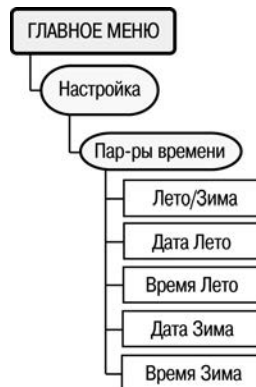 ГЛАВНОЕ МЕНЮ
Настройка
Пар-ры времени
Лето/Зима
Дата Лето
Время Лето
Дата Зима
Время Зима